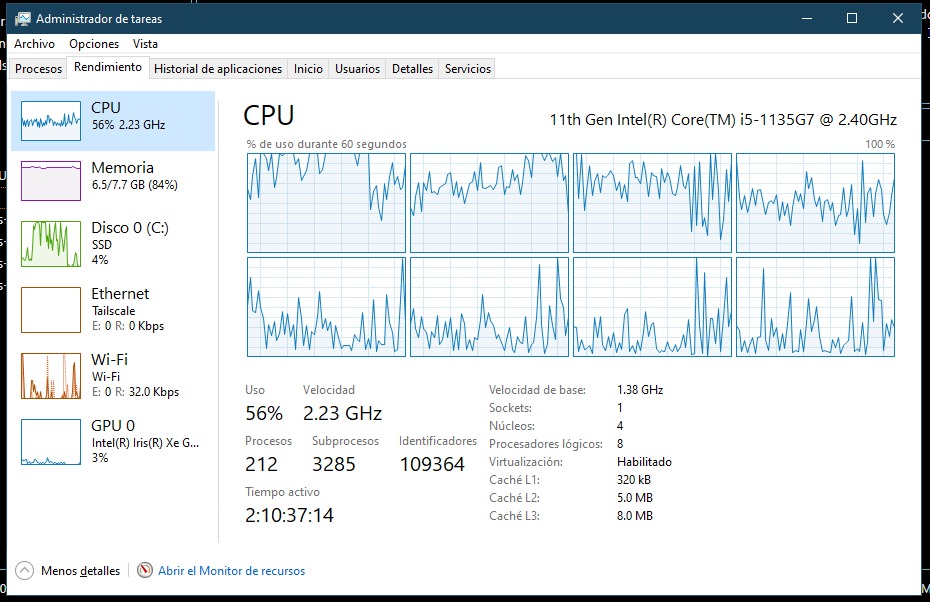 Administrador de tareas
Archivo Opciones Vista
Procesos Rendimiento Historial de aplicaciones Inicio Usuarios Detalles Servicios
CPU
56% 2.23 GHz
Memoria
6.5/7.7 GB (84%)
Disco 0 (C:)
SSD
4%
Ethernet
Tailscale
E: 0 R: 0 Kbps
Wi-Fi
Wi-Fi
E: 0 R: 32.0 Kbps
GPU 0
Intel(R) Iris(R) Xe G...
3%
CPU
11th Gen Intel(R) Core(TM) i5-1135G7 @ 2.40GHz
% de uso durante 60 segundos 100 %
Uso Velocidad
56% 2.23 GHz
Procesos Subprocesos Identificadores
212 3285 109364
Tiempo activo
2:10:37:14
Velocidad de base: 1.38 GHz
Sockets: 1
Núcleos: 4
Procesadores lógicos: 8
Virtualización: Habilitado
Caché L1: 320 kB
Caché L2: 5.0 MB
Caché L3: 8.0 MB
Menos detalles Abrir el Monitor de recursos